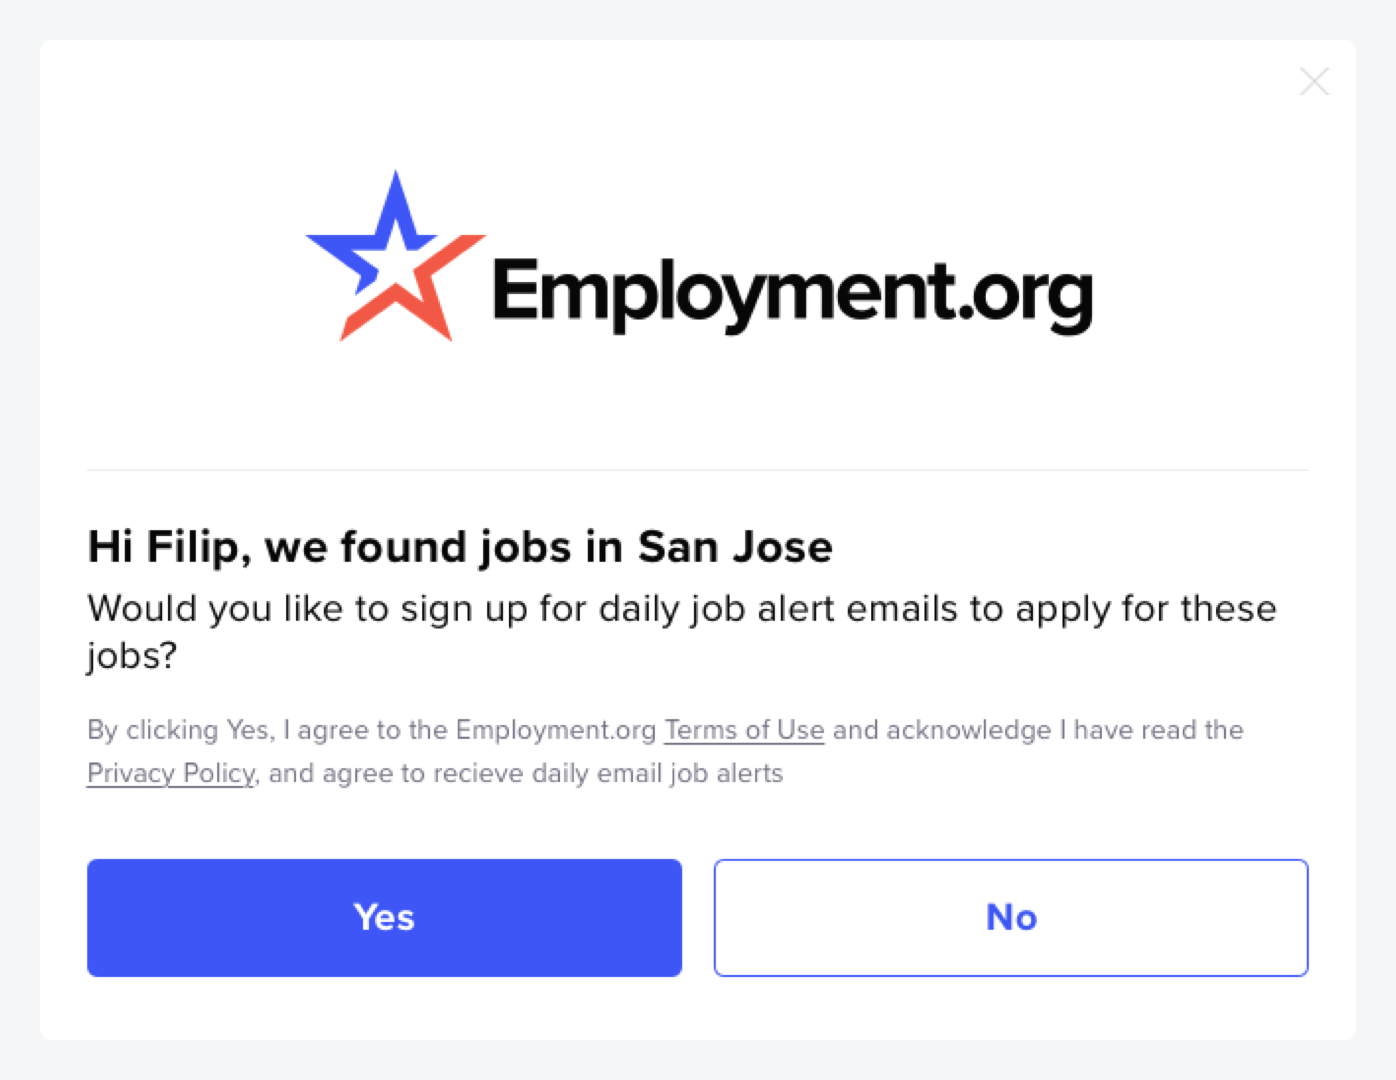 Employment.org
Hi Filip, we found jobs in San Jose
Would you like to sign up for daily job alert emails to apply for these
jobs?
By clicking Yes, I agree to the Employment.org Terms of Use and acknowledge I have read the
Privacy Policy, and agree to recieve daily email job alerts
Yes
No